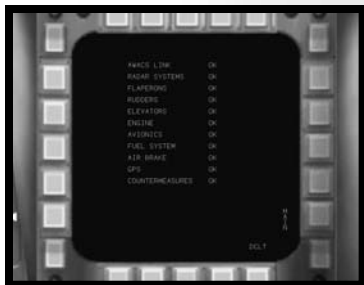 AWACS LINK OK
RADAR SYSTEMS OK
FLAPERONS OK
RUDDERS OK
ELEVATORS OK
ENGINE OK
AVIONICS OK
FUEL SYSTEM OK
AIR BRAKE OK
GPS OK
COUNTERMEASURES OK
MAIN
DCLT